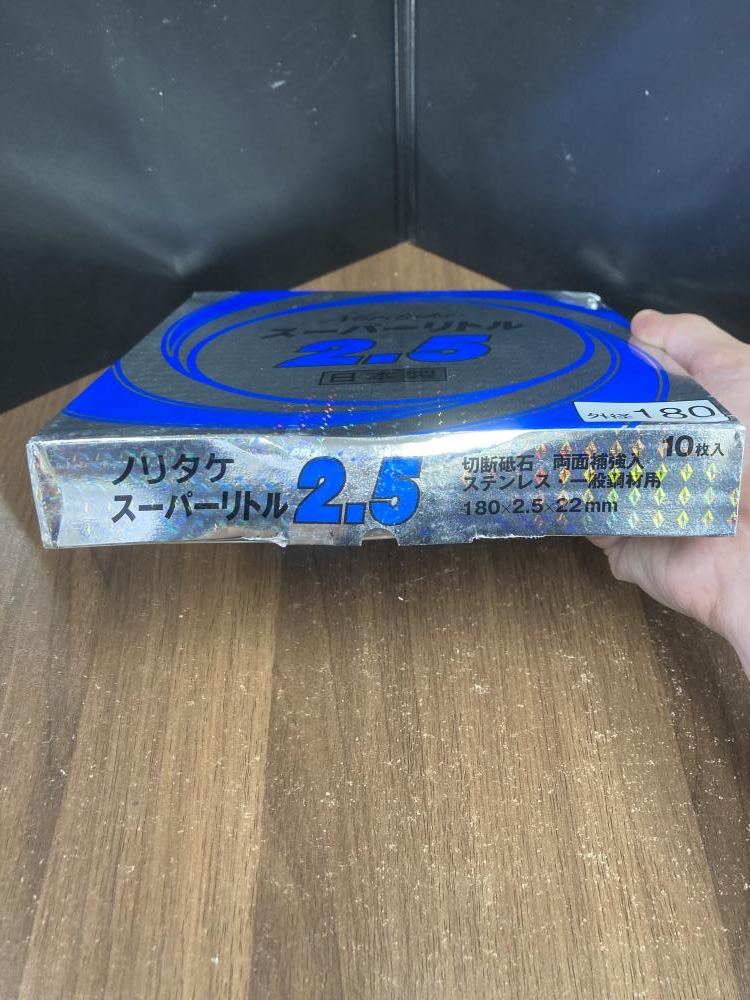 Noritake
スーパーリトル
2.5
日本製
外径180
ノリタケ
スーパーリトル 2.5
切断砥石 両面補強入
ステンレス・一般鋼材用
180×2.5×22mm
10枚入